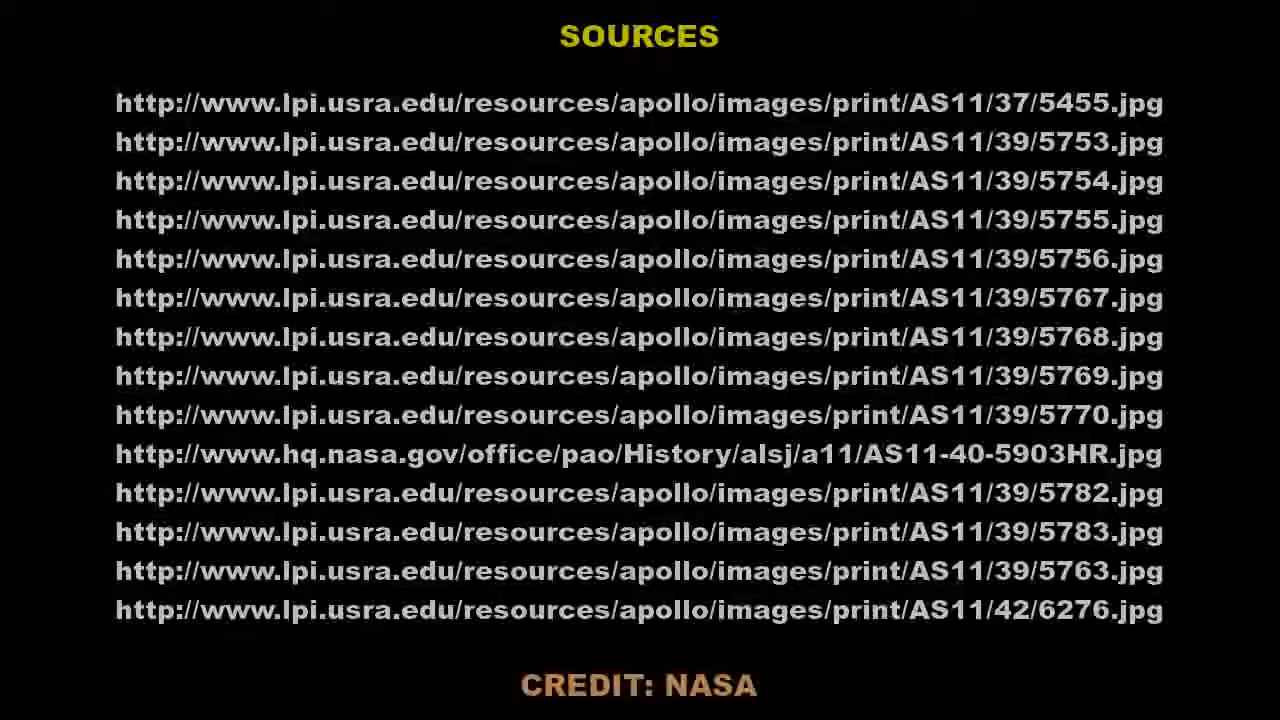 SOURCES
http://www.lpi.usra.edu/resources/apollo/images/print/AS11/37/5455.jpg
http://www.lpi.usra.edu/resources/apollo/images/print/AS11/39/5753.jpg
http://www.lpi.usra.edu/resources/apollo/images/print/AS11/39/5754.jpg
http://www.lpi.usra.edu/resources/apollo/images/print/AS11/39/5755.jpg
http://www.lpi.usra.edu/resources/apollo/images/print/AS11/39/5756.jpg
http://www.lpi.usra.edu/resources/apollo/images/print/AS11/39/5767.jpg
http://www.lpi.usra.edu/resources/apollo/images/print/AS11/39/5768.jpg
http://www.lpi.usra.edu/resources/apollo/images/print/AS11/39/5769.jpg
http://www.lpi.usra.edu/resources/apollo/images/print/AS11/39/5770.jpg
http://www.hq.nasa.gov/office/pao/History/alsj/a11/AS11-40-5903HR.jpg
http://www.lpi.usra.edu/resources/apollo/images/print/AS11/39/5782.jpg
http://www.lpi.usra.edu/resources/apollo/images/print/AS11/39/5783.jpg
http://www.lpi.usra.edu/resources/apollo/images/print/AS11/39/5763.jpg
http://www.lpi.usra.edu/resources/apollo/images/print/AS11/42/6276.jpg
CREDIT: NASA